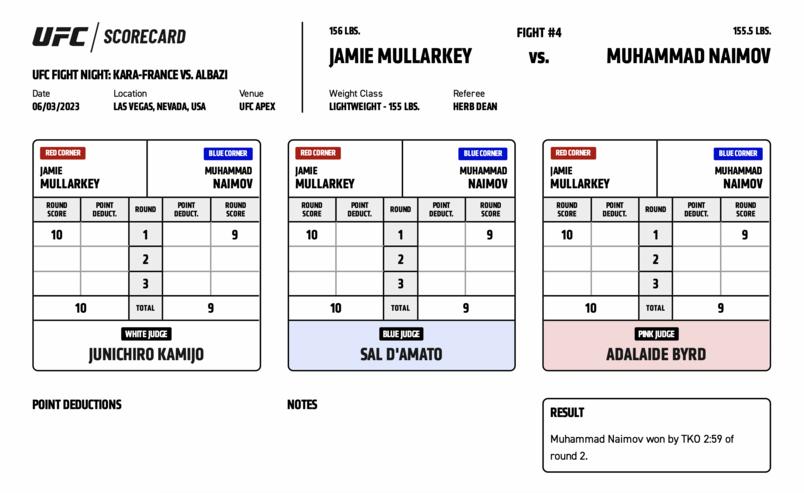 UFC SCORECARD
UFC FIGHT NIGHT: KARA-FRANCE VS. ALBAZI
Date Location Venue
06/03/2023 LAS VEGAS, NEVADA, USA UFC APEX
156 LBS. FIGHT #4 155.5 LBS.
JAMIE MULLARKEY VS. MUHAMMAD NAIMOV
Weight Class Referee
LIGHTWEIGHT - 155 LBS. HERB DEAN
RED CORNER BLUE CORNER
JAMIE MUHAMMAD
MULLARKEY NAIMOV
ROUND SCORE POINT DEDUCT. ROUND POINT DEDUCT. ROUND SCORE
10 1 9
2
3
10 TOTAL 9
WHITE JUDGE
JUNICHIRO KAMIJO
RED CORNER BLUE CORNER
JAMIE MUHAMMAD
MULLARKEY NAIMOV
ROUND SCORE POINT DEDUCT. ROUND POINT DEDUCT. ROUND SCORE
10 1 9
2
3
10 TOTAL 9
BLUE JUDGE
SAL D'AMATO
RED CORNER BLUE CORNER
JAMIE MUHAMMAD
MULLARKEY NAIMOV
ROUND SCORE POINT DEDUCT. ROUND POINT DEDUCT. ROUND SCORE
10 1 9
2
3
10 TOTAL 9
PINK JUDGE
ADALAIDE BYRD
POINT DEDUCTIONS
NOTES
RESULT
Muhammad Naimov won by TKO 2:59 of
round 2.